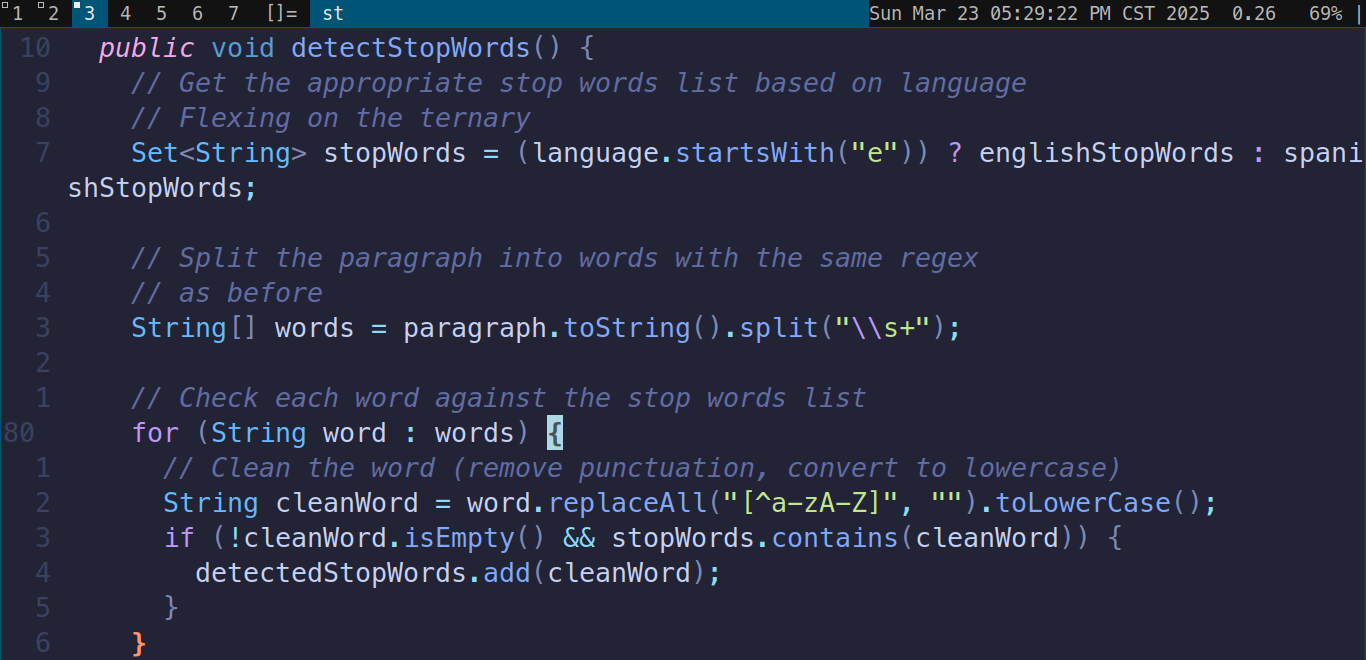 1 2 3 4 5 6 7 []= st Sun Mar 23 05:29:22 PM CST 2025 0.26 69% |
10 public void detectStopWords() {
9 // Get the appropriate stop words list based on language
8 // Flexing on the ternary
7 Set<String> stopWords = (language.startsWith("e")) ? englishStopWords : spani
shStopWords;
6
5 // Split the paragraph into words with the same regex
4 // as before
3 String[] words = paragraph.toString().split("\\s+");
2
1 // Check each word against the stop words list
80 for (String word : words) {
1 // Clean the word (remove punctuation, convert to lowercase)
2 String cleanWord = word.replaceAll("[^a-zA-Z]", "").toLowerCase();
3 if (!cleanWord.isEmpty() && stopWords.contains(cleanWord)) {
4 detectedStopWords.add(cleanWord);
5 }
6 }